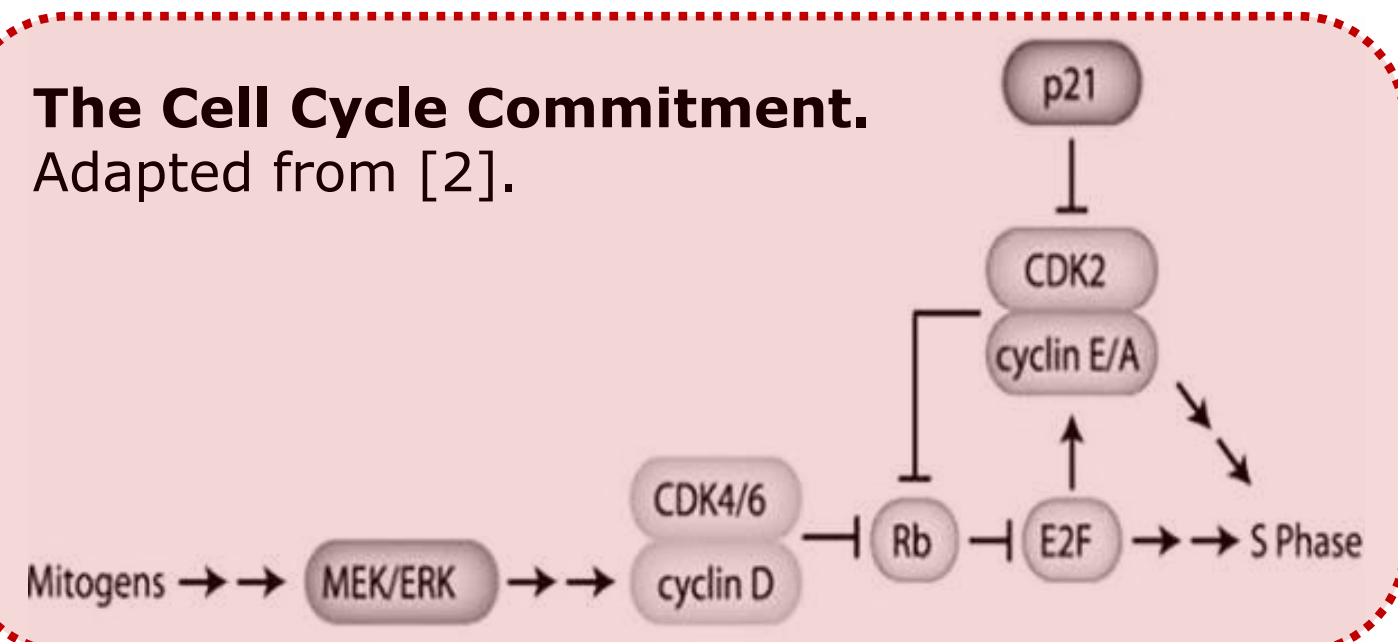 The Cell Cycle Commitment.
Adapted from [2].
p21
CDK2
cyclin E/A
CDK4/6
cyclin D
Rb
E2F
S Phase
Mitogens
MEK/ERK